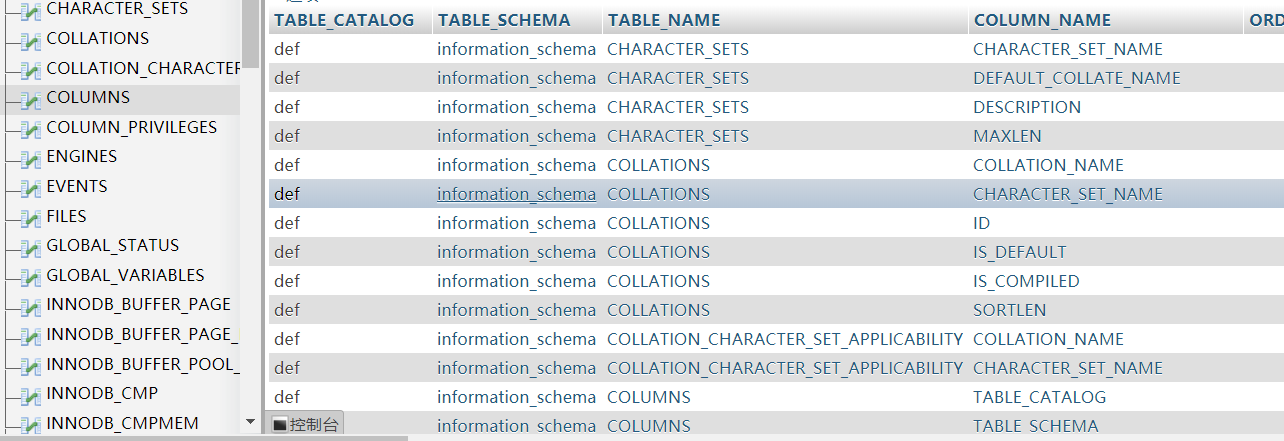 CHARACTER_SETS
COLLATIONS
COLLATION_CHARACTER
COLUMNS
COLUMN_PRIVILEGES
ENGINES
EVENTS
FILES
GLOBAL_STATUS
GLOBAL_VARIABLES
INNODB_BUFFER_PAGE
INNODB_BUFFER_PAGE_
INNODB_BUFFER_POOL_
INNODB_CMP
INNODB_CMPMEM
TABLE_CATALOG TABLE_SCHEMA TABLE_NAME COLUMN_NAME ORD
def information_schema CHARACTER_SETS CHARACTER_SET_NAME
def information_schema CHARACTER_SETS DEFAULT_COLLATE_NAME
def information_schema CHARACTER_SETS DESCRIPTION
def information_schema CHARACTER_SETS MAXLEN
def information_schema COLLATIONS COLLATION_NAME
def information_schema COLLATIONS CHARACTER_SET_NAME
def information_schema COLLATIONS ID
def information_schema COLLATIONS IS_DEFAULT
def information_schema COLLATIONS IS_COMPILED
def information_schema COLLATIONS SORTLEN
def information_schema COLLATION_CHARACTER_SET_APPLICABILITY COLLATION_NAME
def information_schema COLLATION_CHARACTER_SET_APPLICABILITY CHARACTER_SET_NAME
def information_schema COLUMNS TABLE_CATALOG
information_schema COLUMNS TABLE_SCHEMA
控制台